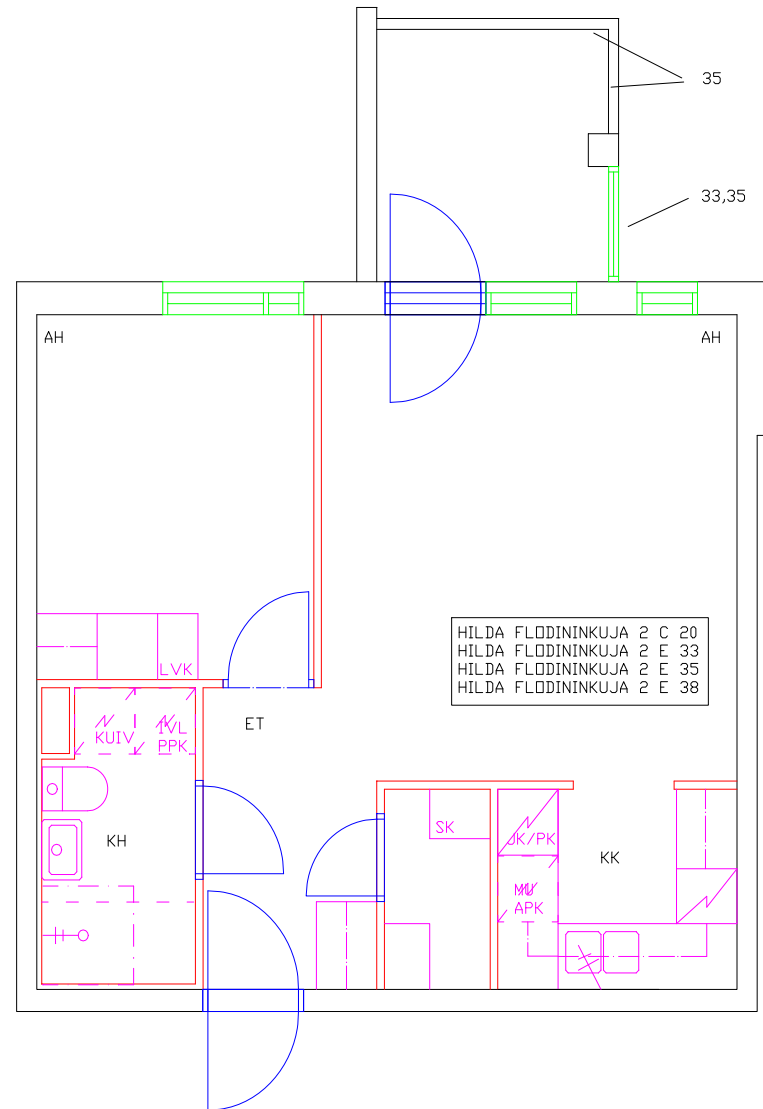 35
33,35
AH
AH
HILDA FLODININKUJA 2 C 20
HILDA FLODININKUJA 2 E 33
HILDA FLODININKUJA 2 E 35
HILDA FLODININKUJA 2 E 38
LVK
ET
KUIV
IVL
PPK
SK
JK/PK
KH
KK
MU
APK